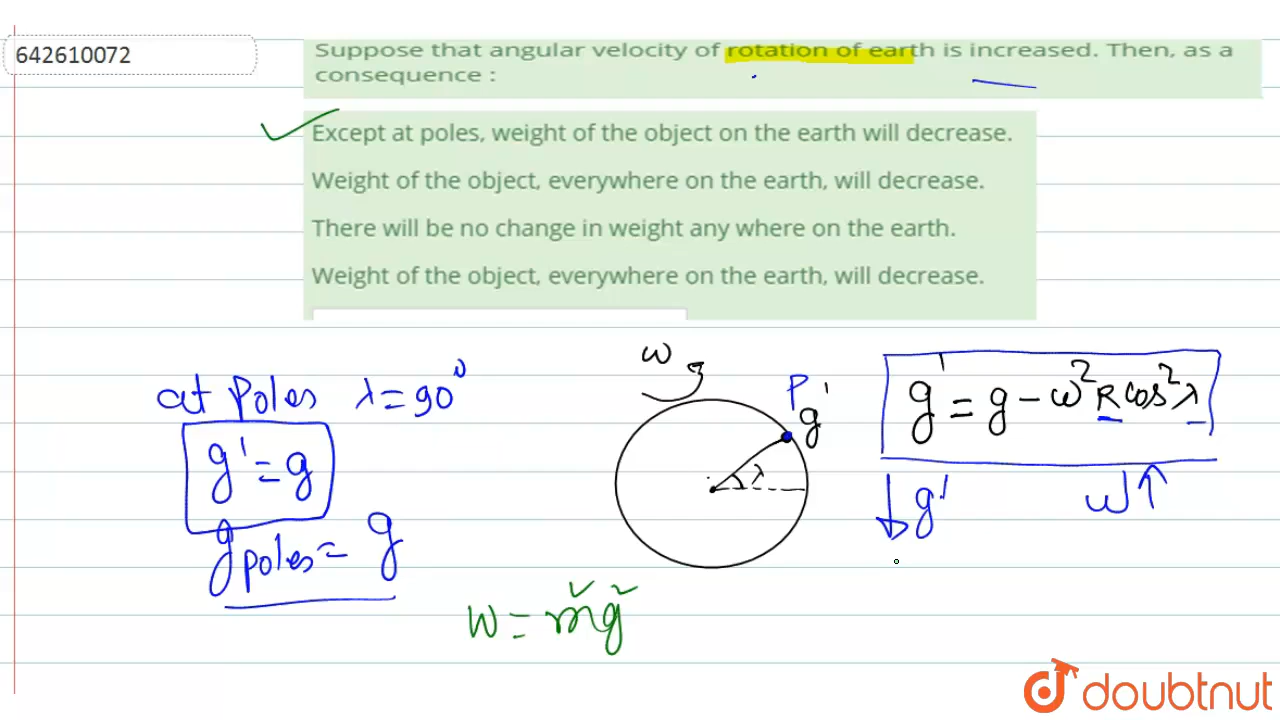 642610072
Suppose that angular velocity of rotation of earth is increased. Then, as a
consequence :
Except at poles, weight of the object on the earth will decrease.
Weight of the object, everywhere on the earth, will decrease.
There will be no change in weight any where on the earth.
Weight of the object, everywhere on the earth, will decrease.
at Poles λ = 90°
g' = g
g poles = g
ω
P
g'
λ
g' = g - ω²R cos²λ
↓ g' ω↑
W = mg
doubtnut